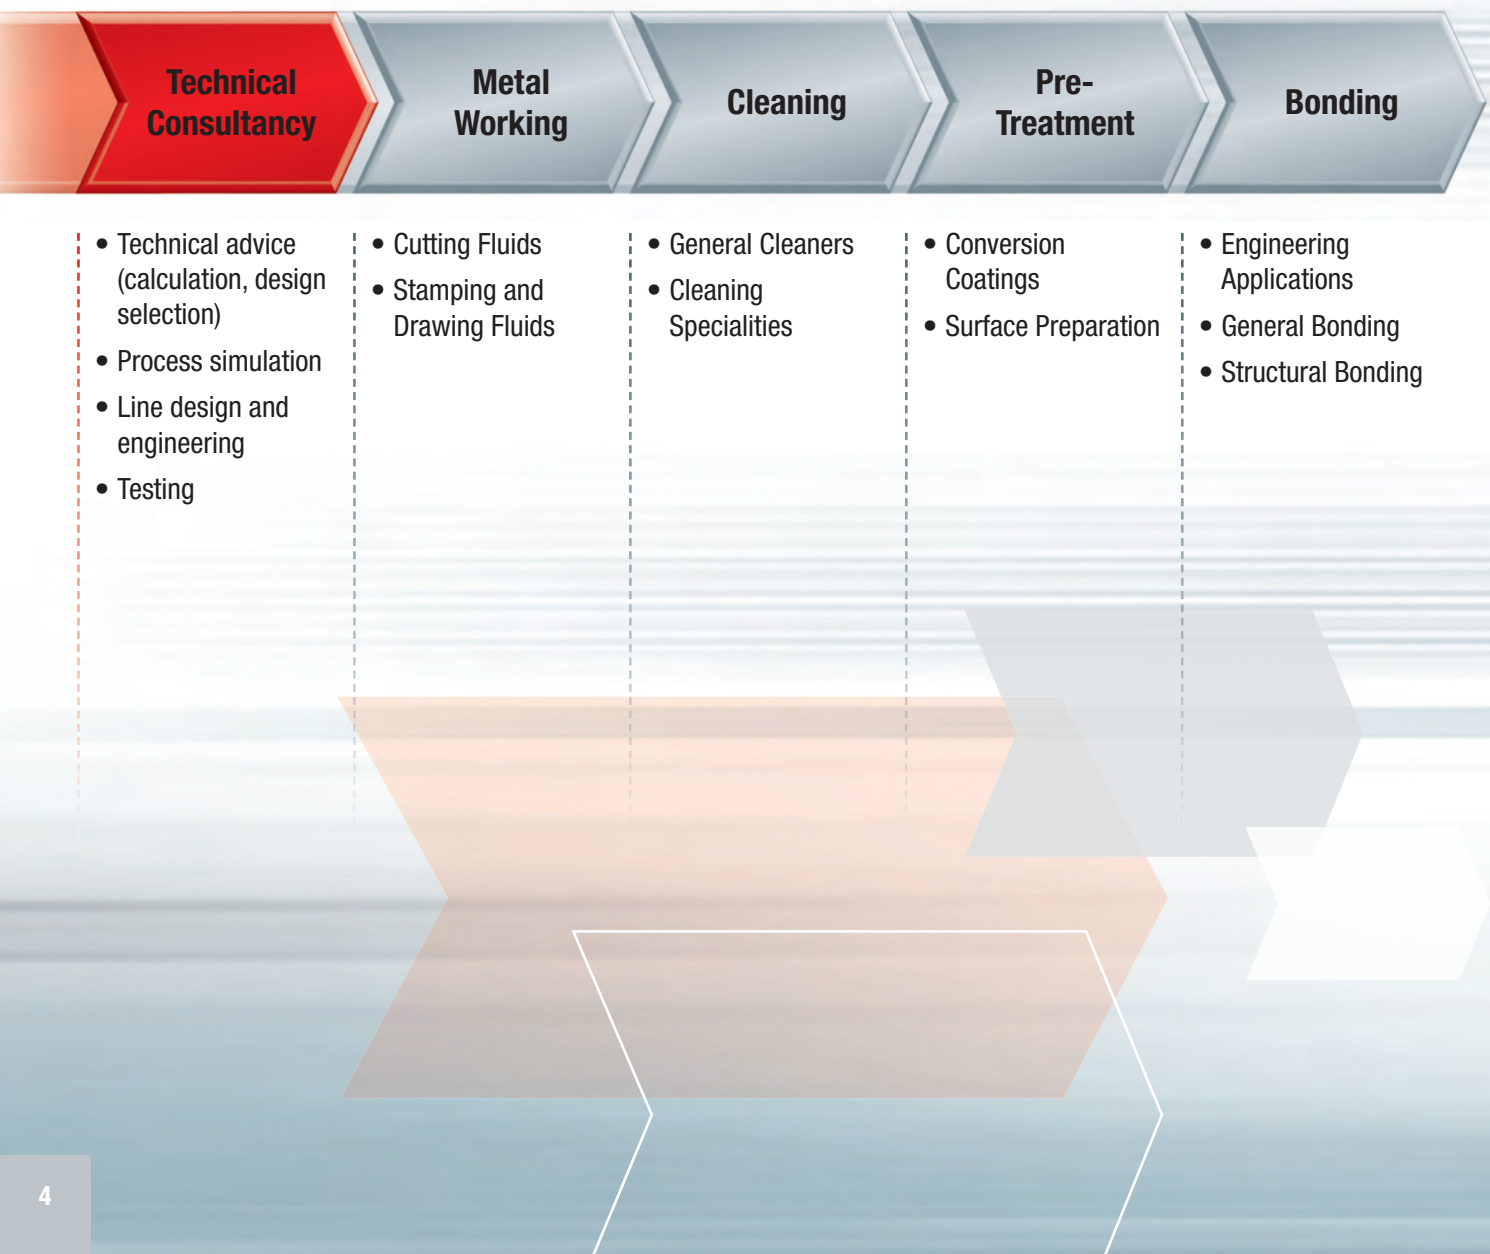 Technical
Consultancy
Metal
Working
Cleaning
Pre-
Treatment
Bonding
• Technical advice
(calculation, design
selection)
• Process simulation
• Line design and
engineering
• Testing
• Cutting Fluids
• Stamping and
Drawing Fluids
• General Cleaners
• Cleaning
Specialities
• Conversion
Coatings
• Surface Preparation
• Engineering
Applications
• General Bonding
• Structural Bonding
4